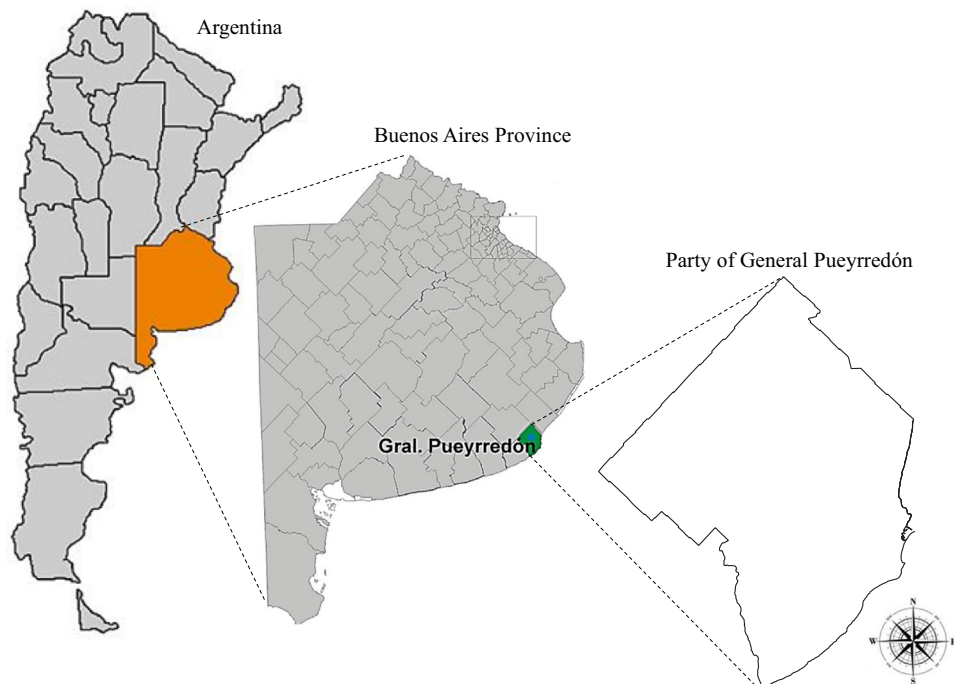 Argentina
Buenos Aires Province
Party of General Pueyrredón
Gral. Pueyrredón
N
W
E
S